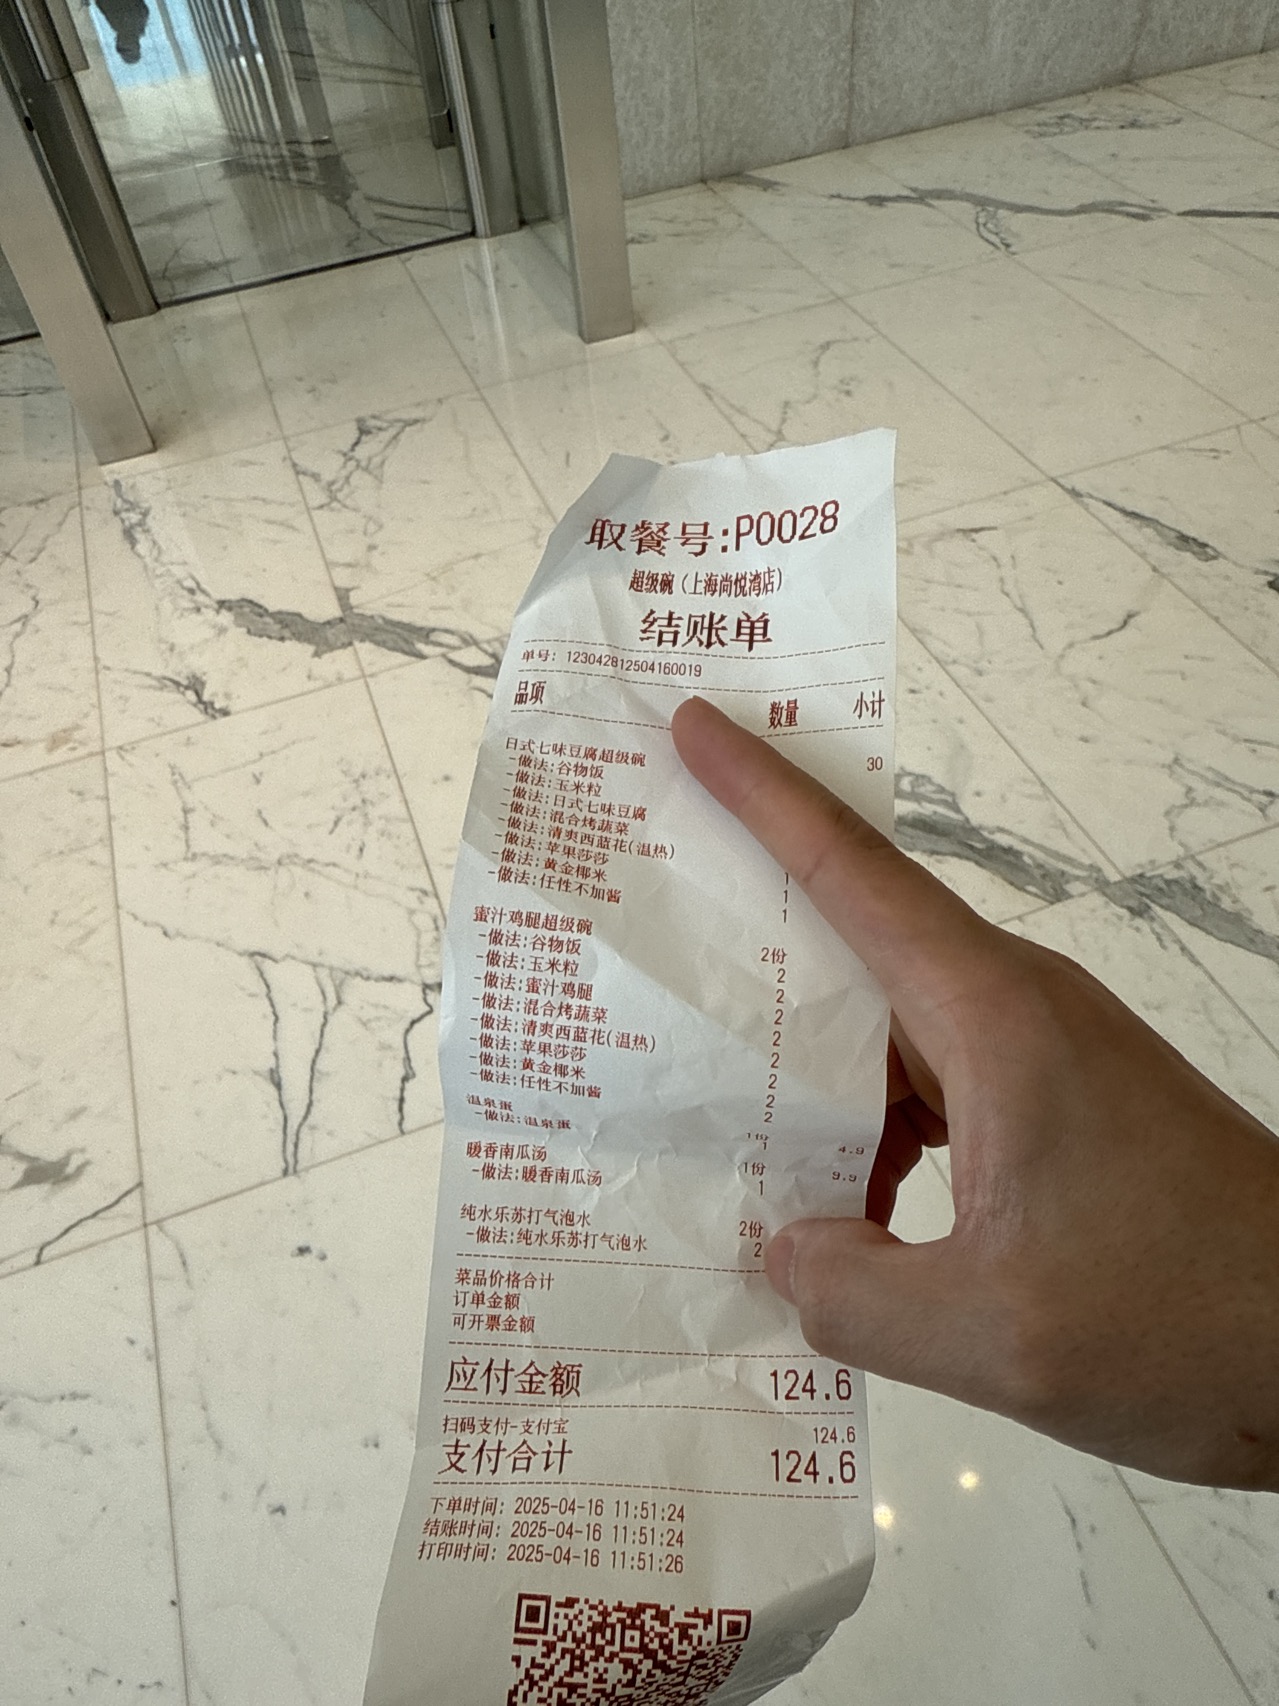 取餐号:P0028
超级碗（上海尚悦湾店）
结账单
单号: 123042812504160019
品项 数量 小计
日式七味豆腐超级碗 30
-做法:谷物饭
-做法:玉米粒
-做法:日式七味豆腐
-做法:混合烤蔬菜
-做法:清爽西蓝花(温热)
-做法:苹果莎莎 1
-做法:黄金椰米 1
-做法:任性不加酱 1
蜜汁鸡腿超级碗 2份
-做法:谷物饭 2
-做法:玉米粒 2
-做法:蜜汁鸡腿 2
-做法:混合烤蔬菜 2
-做法:清爽西蓝花(温热) 2
-做法:苹果莎莎 2
-做法:黄金椰米 2
-做法:任性不加酱 2
温泉蛋 1份 4.9
-做法:温泉蛋 1
暖香南瓜汤 1份 9.9
-做法:暖香南瓜汤 1
纯水乐苏打气泡水 2份
-做法:纯水乐苏打气泡水 2
菜品价格合计
订单金额
可开票金额
应付金额 124.6
扫码支付-支付宝 124.6
支付合计 124.6
下单时间: 2025-04-16 11:51:24
结账时间: 2025-04-16 11:51:24
打印时间: 2025-04-16 11:51:26